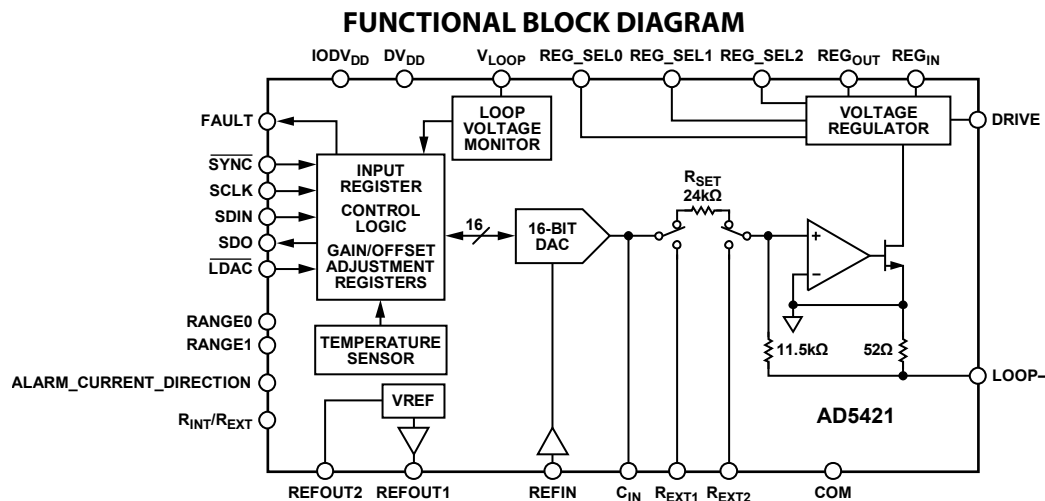 FUNCTIONAL BLOCK DIAGRAM
IODVDD
DVDD
VLOOP
REG_SEL0
REG_SEL1
REG_SEL2
REGOUT
REGIN
FAULT
SYNC
SCLK
SDIN
SDO
LDAC
RANGE0
RANGE1
ALARM_CURRENT_DIRECTION
RINT/REXT
LOOP
VOLTAGE
MONITOR
VOLTAGE
REGULATOR
DRIVE
INPUT
REGISTER
CONTROL
LOGIC
GAIN/OFFSET
ADJUSTMENT
REGISTERS
16
16-BIT
DAC
RSET
24kΩ
+
–
TEMPERATURE
SENSOR
11.5kΩ
52Ω
LOOP–
VREF
AD5421
REFOUT2
REFOUT1
REFIN
CIN
REXT1
REXT2
COM